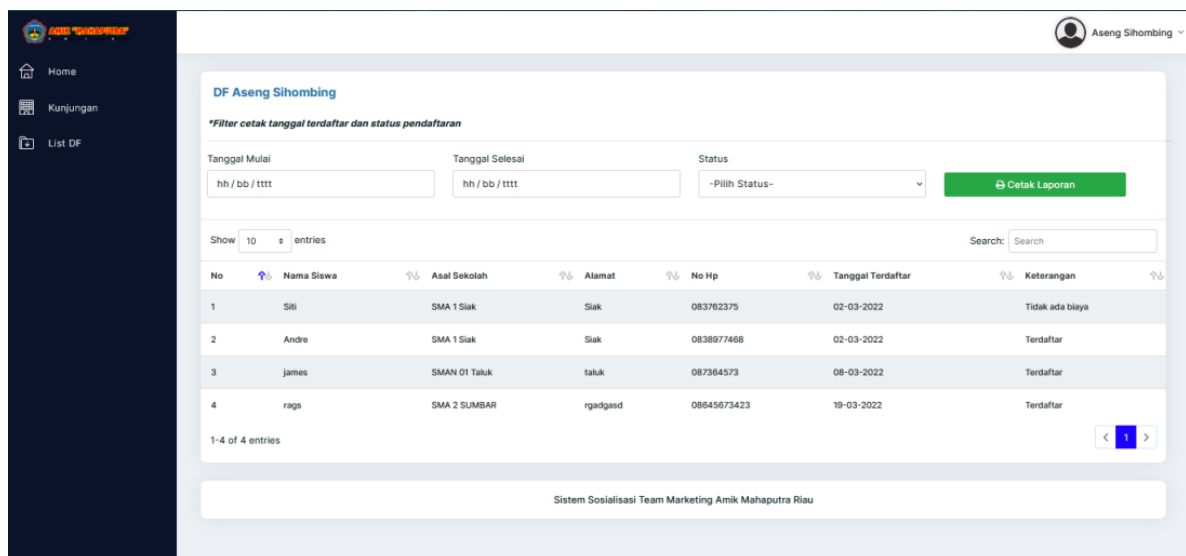 AMIK "MAHAPUTRA"
Aseng Sihombing
Home
Kunjungan
List DF
DF Aseng Sihombing
*Filter cetak tanggal terdaftar dan status pendaftaran
Tanggal Mulai Tanggal Selesai Status
hh / bb / tttt hh / bb / tttt -Pilih Status- Cetak Laporan
Show 10 entries Search: Search
No Nama Siswa Asal Sekolah Alamat No Hp Tanggal Terdaftar Keterangan
1 Siti SMA 1 Siak Siak 083762375 02-03-2022 Tidak ada biaya
2 Andre SMA 1 Siak Siak 0838977468 02-03-2022 Terdaftar
3 james SMAN 01 Taluk taluk 087364573 08-03-2022 Terdaftar
4 rags SMA 2 SUMBAR rgadgasd 08645673423 19-03-2022 Terdaftar
1-4 of 4 entries < 1 >
Sistem Sosialisasi Team Marketing Amik Mahaputra Riau